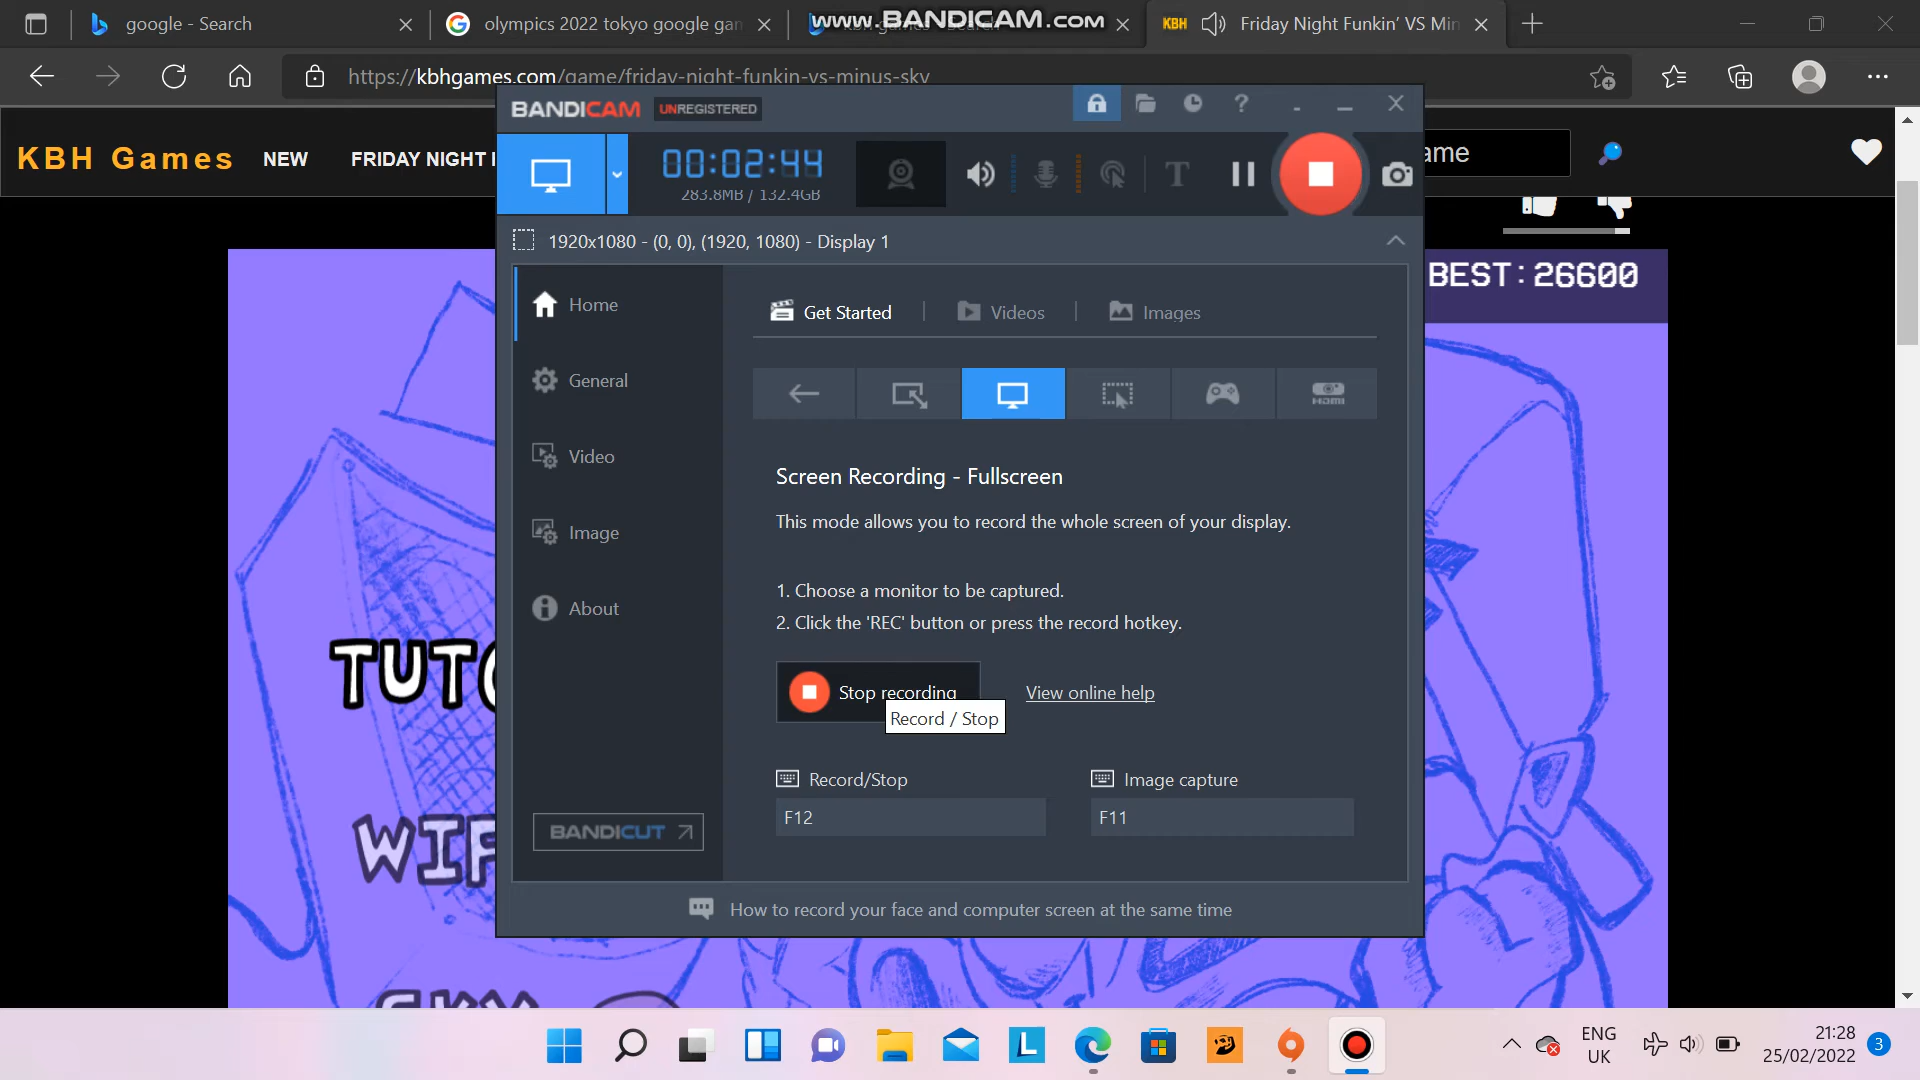 google - Search
olympics 2022 tokyo google gam
www.BANDICAM.com
Friday Night Funkin' VS Min
https://kbhgames.com/game/friday-night-funkin-vs-minus-sky
BANDICAM UNREGISTERED
KBH Games
NEW
FRIDAY NIGHT
ame
00:02:44
283.8MB / 132.4GB
1920x1080 - (0, 0), (1920, 1080) - Display 1
BEST:26600
Home
Get Started
Videos
Images
General
HDMI
Video
Screen Recording - Fullscreen
This mode allows you to record the whole screen of your display.
Image
1. Choose a monitor to be captured.
About
2. Click the 'REC' button or press the record hotkey.
TUTO
Stop recording
View online help
Record / Stop
Record/Stop
Image capture
F12
F11
BANDICUT
WIF
How to record your face and computer screen at the same time
SKY
ENG
UK
21:28
25/02/2022
3